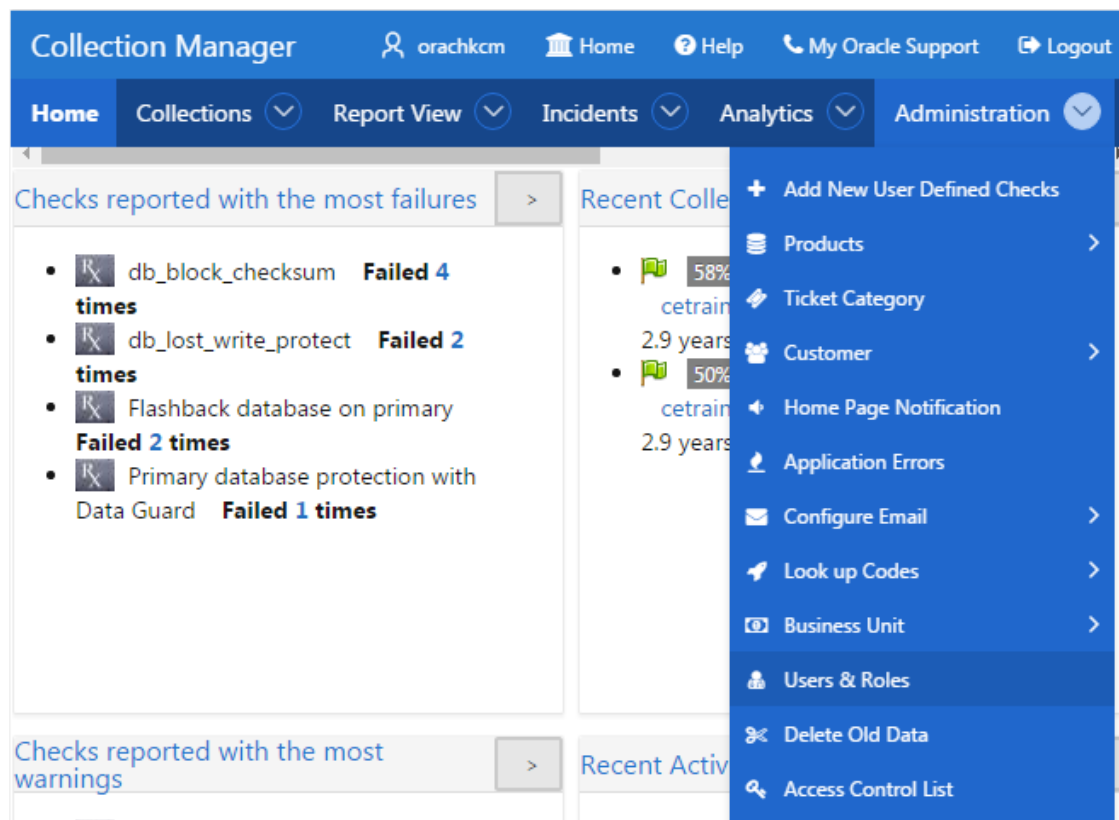 Collection Manager orachkcm Home Help My Oracle Support Logout
Home Collections Report View Incidents Analytics Administration
Checks reported with the most failures >
db_block_checksum Failed 4
times
db_lost_write_protect Failed 2
times
Flashback database on primary
Failed 2 times
Primary database protection with
Data Guard Failed 1 times
Recent Colle
58%
cetrain
2.9 years
50%
cetrain
2.9 years
Add New User Defined Checks
Products
Ticket Category
Customer
Home Page Notification
Application Errors
Configure Email
Look up Codes
Business Unit
Users & Roles
Delete Old Data
Access Control List
Checks reported with the most
warnings >
Recent Activ